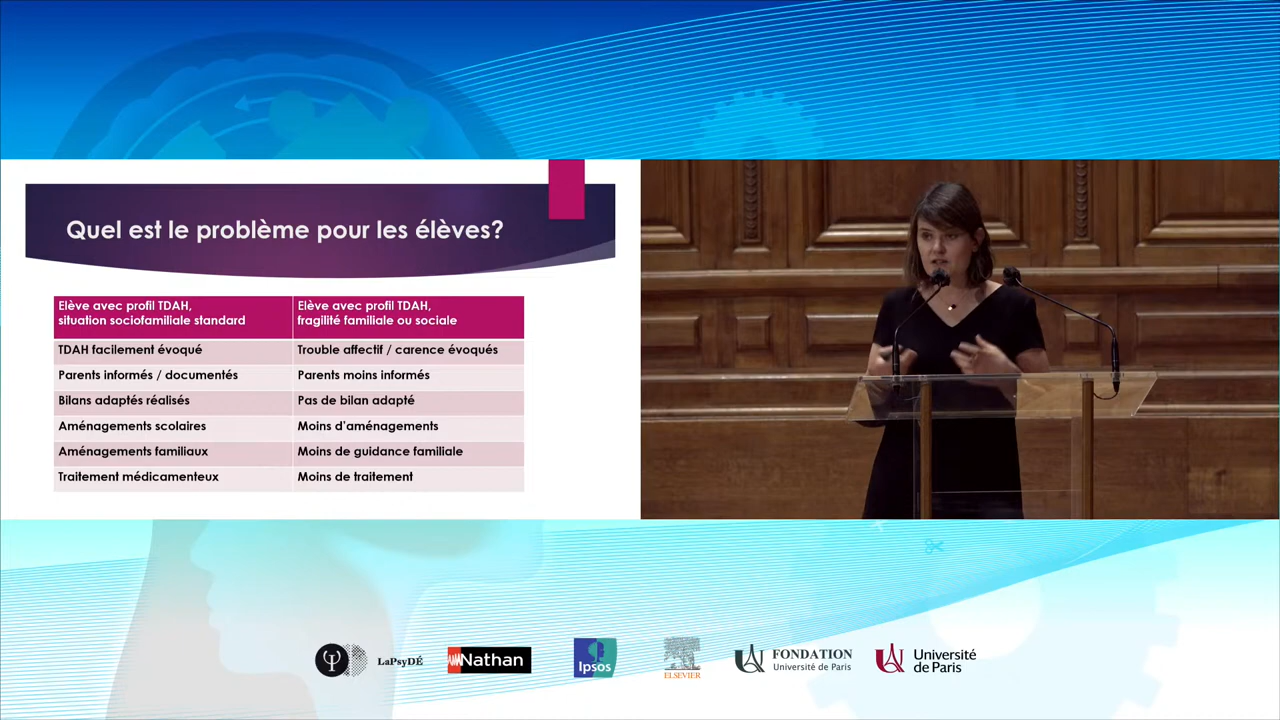 Quel est le problème pour les élèves?
Elève avec profil TDAH,
situation sociofamiliale standard
Elève avec profil TDAH,
fragilité familiale ou sociale
TDAH facilement évoqué
Trouble affectif / carence évoqués
Parents informés / documentés
Parents moins informés
Bilans adaptés réalisés
Pas de bilan adapté
Aménagements scolaires
Moins d'aménagements
Aménagements familiaux
Moins de guidance familiale
Traitement médicamenteux
Moins de traitement
LaPsyDÉ
Nathan
Ipsos
ELSEVIER
FONDATION
Université de Paris
Université
de Paris